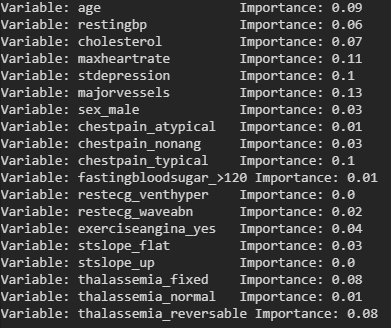 Variable: age                  Importance: 0.09
Variable: restingbp            Importance: 0.06
Variable: cholesterol          Importance: 0.07
Variable: maxheartrate         Importance: 0.11
Variable: stdepression         Importance: 0.1
Variable: majorvessels         Importance: 0.13
Variable: sex_male             Importance: 0.03
Variable: chestpain_atypical   Importance: 0.01
Variable: chestpain_nonang     Importance: 0.03
Variable: chestpain_typical    Importance: 0.1
Variable: fastingbloodsugar_>120 Importance: 0.01
Variable: restecg_venthyper    Importance: 0.0
Variable: restecg_waveabn      Importance: 0.02
Variable: exerciseangina_yes   Importance: 0.04
Variable: stslope_flat         Importance: 0.03
Variable: stslope_up           Importance: 0.0
Variable: thalassemia_fixed    Importance: 0.08
Variable: thalassemia_normal   Importance: 0.01
Variable: thalassemia_reversable Importance: 0.08